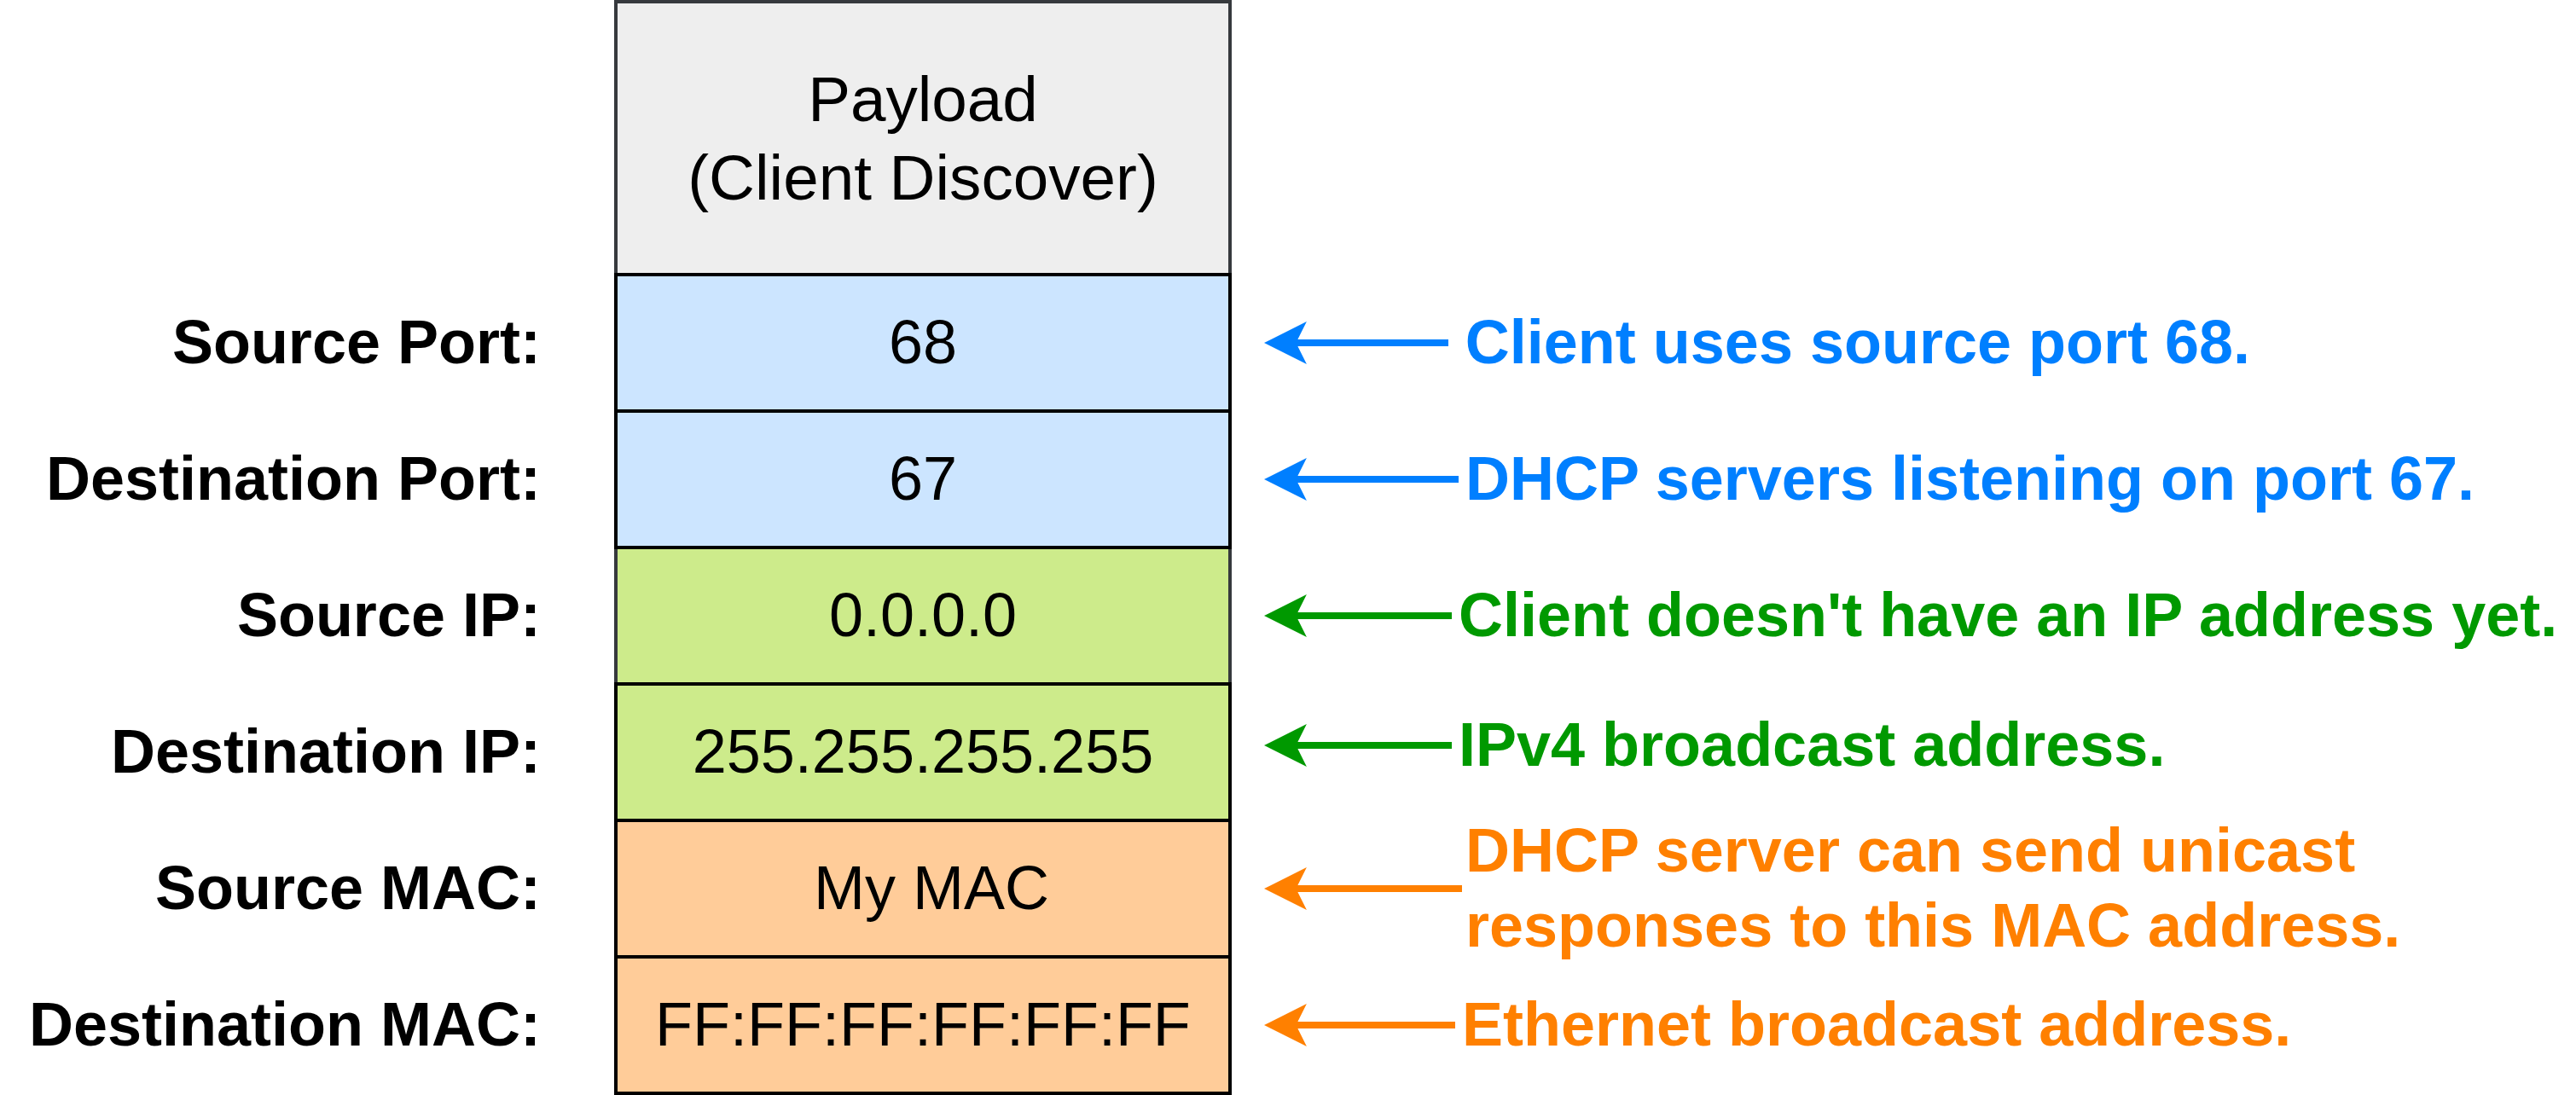 Payload
(Client Discover)
Source Port: 68 Client uses source port 68.
Destination Port: 67 DHCP servers listening on port 67.
Source IP: 0.0.0.0 Client doesn't have an IP address yet.
Destination IP: 255.255.255.255 IPv4 broadcast address.
Source MAC: My MAC DHCP server can send unicast
responses to this MAC address.
Destination MAC: FF:FF:FF:FF:FF:FF Ethernet broadcast address.